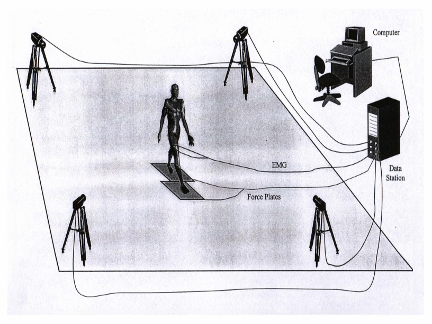 Computer
EMG
Data
Station
Force Plates